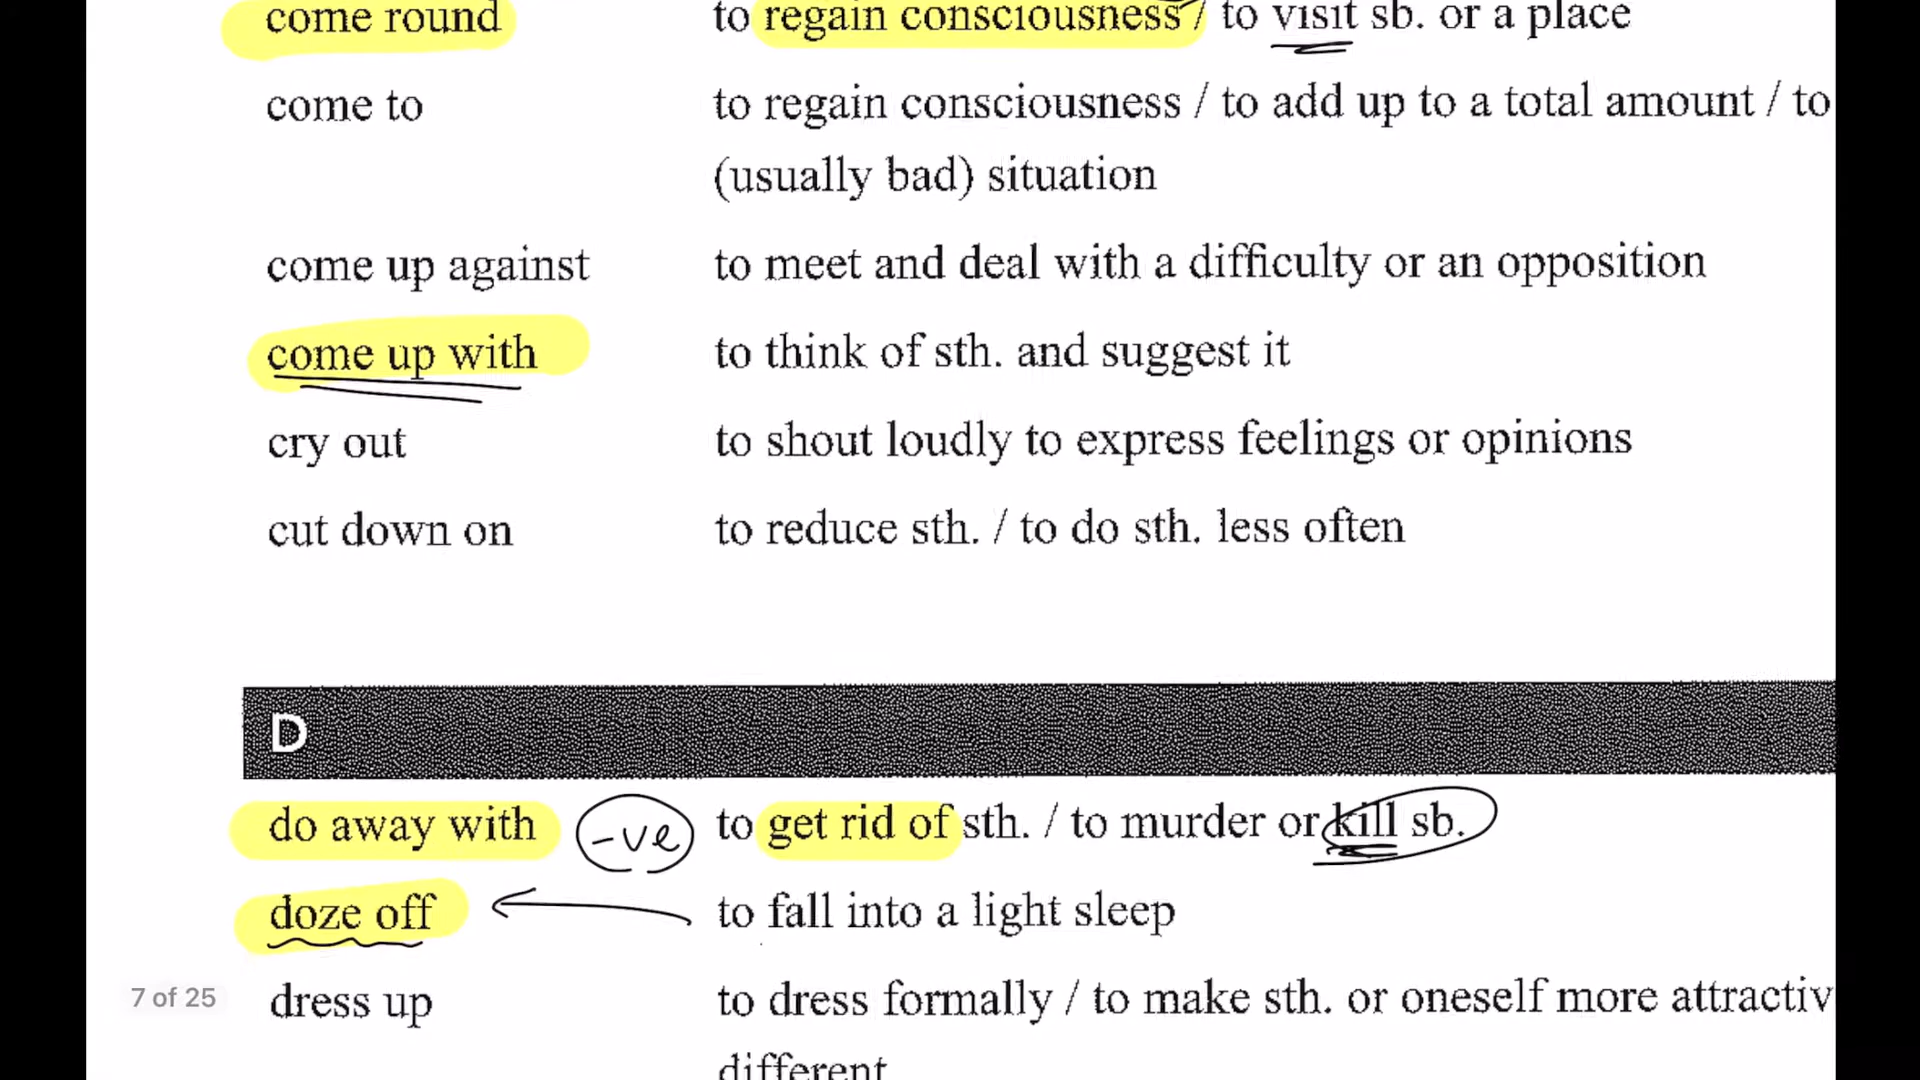 come round to regain consciousness / to visit sb. or a place
come to to regain consciousness / to add up to a total amount / to
(usually bad) situation
come up against to meet and deal with a difficulty or an opposition
come up with to think of sth. and suggest it
cry out to shout loudly to express feelings or opinions
cut down on to reduce sth. / to do sth. less often
D
do away with -ve to get rid of sth. / to murder or kill sb.
doze off to fall into a light sleep
7 of 25 dress up to dress formally / to make sth. or oneself more attractiv
different